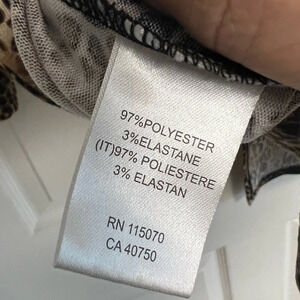 97%POLYESTER
3%ELASTANE
(IT)97% POLIESTERE
3% ELASTAN
RN 115070
CA 40750